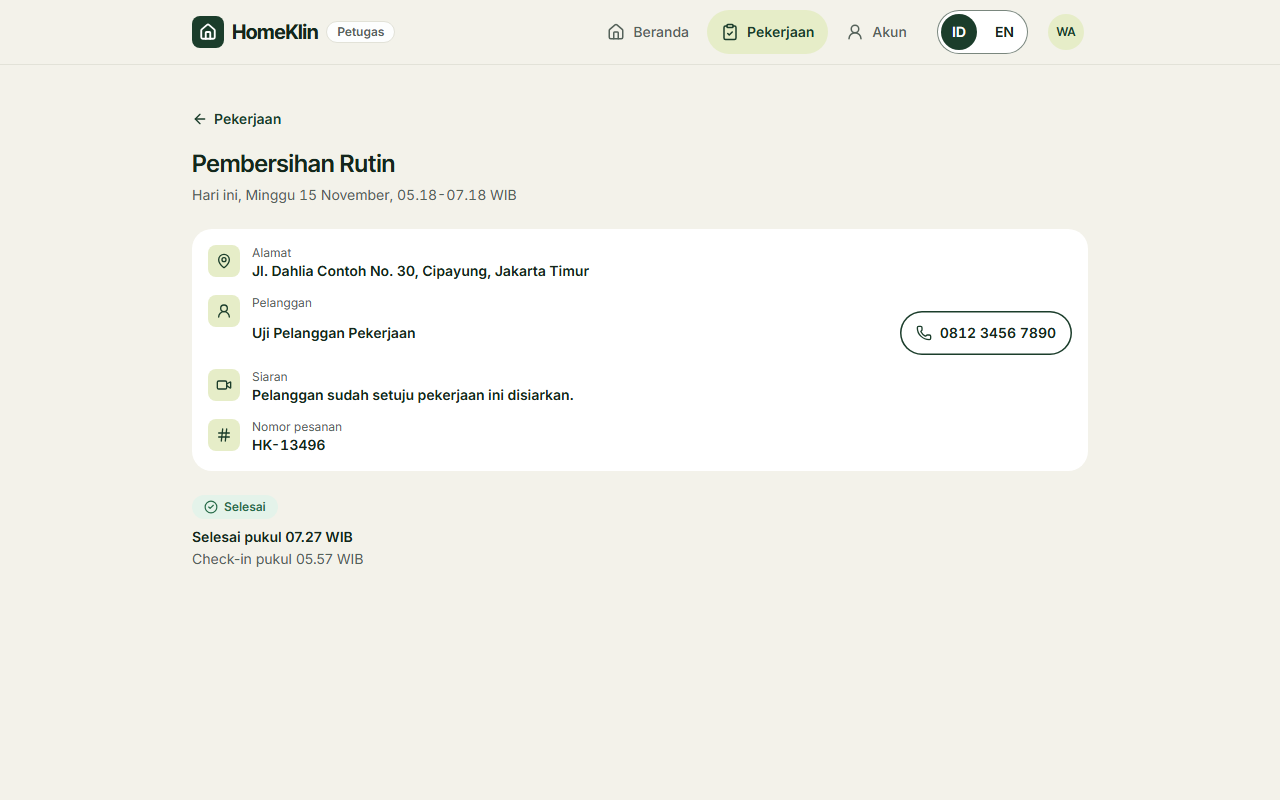 HomeKlin Petugas Beranda Pekerjaan Akun ID EN WA
Pekerjaan
Pembersihan Rutin
Hari ini, Minggu 15 November, 05.18-07.18 WIB
Alamat
Jl. Dahlia Contoh No. 30, Cipayung, Jakarta Timur
Pelanggan
Uji Pelanggan Pekerjaan 0812 3456 7890
Siaran
Pelanggan sudah setuju pekerjaan ini disiarkan.
Nomor pesanan
HK-13496
Selesai
Selesai pukul 07.27 WIB
Check-in pukul 05.57 WIB